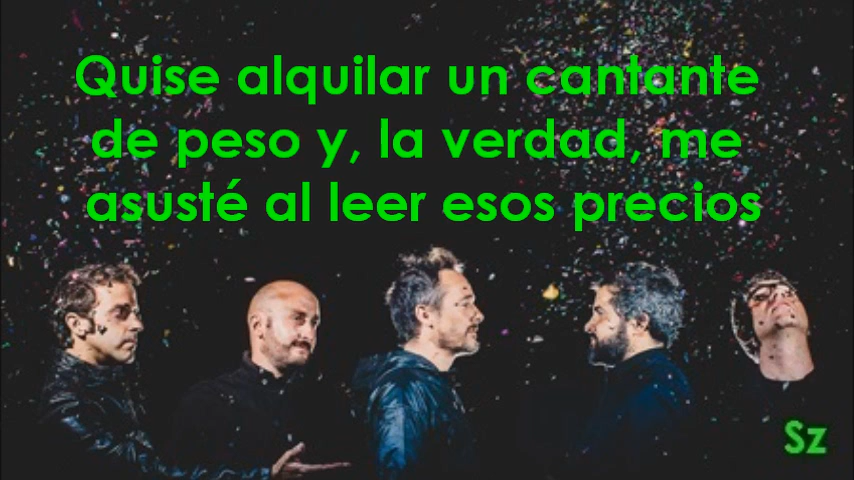 Quise alquilar un cantante
de peso y, la verdad, me
asusté al leer esos precios
Sz